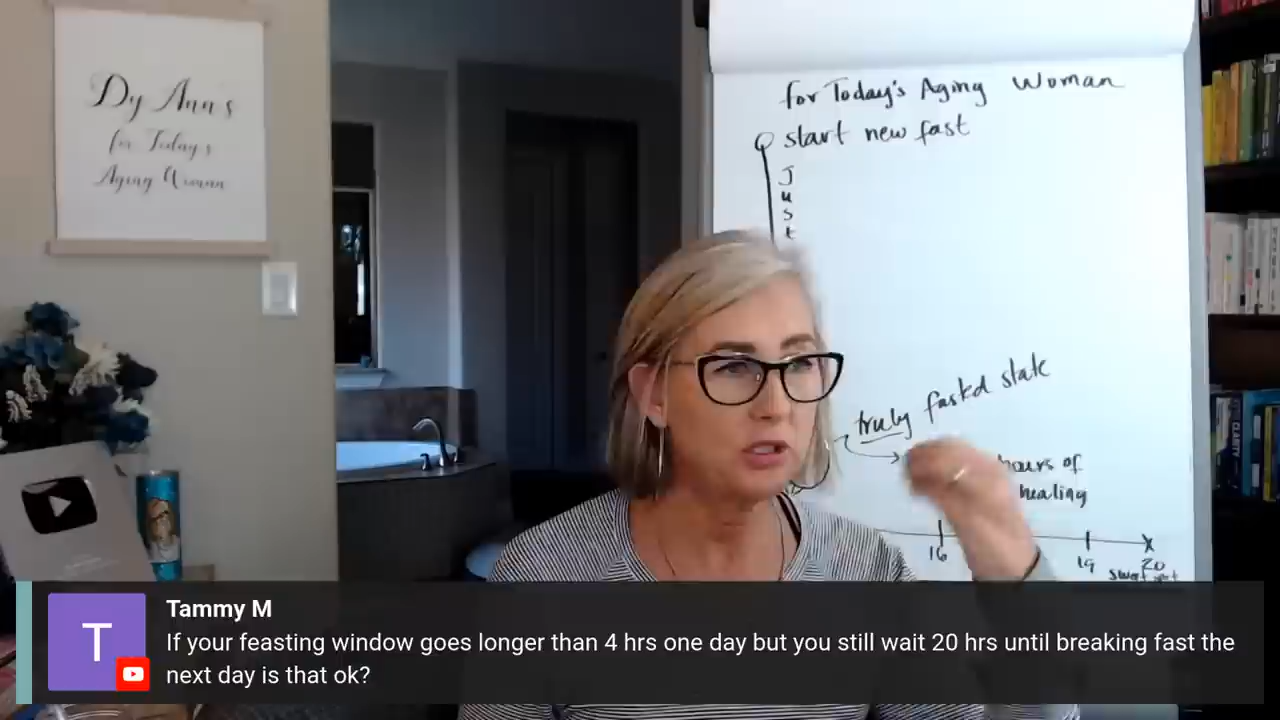 Dy Ann's
for Today's
Aging Woman
for Today's Aging Woman
start new fast
J
u
s
t
truly fasted state
hours of
healing
16
19
20
CLARITY
T
Tammy M
If your feasting window goes longer than 4 hrs one day but you still wait 20 hrs until breaking fast the
next day is that ok?